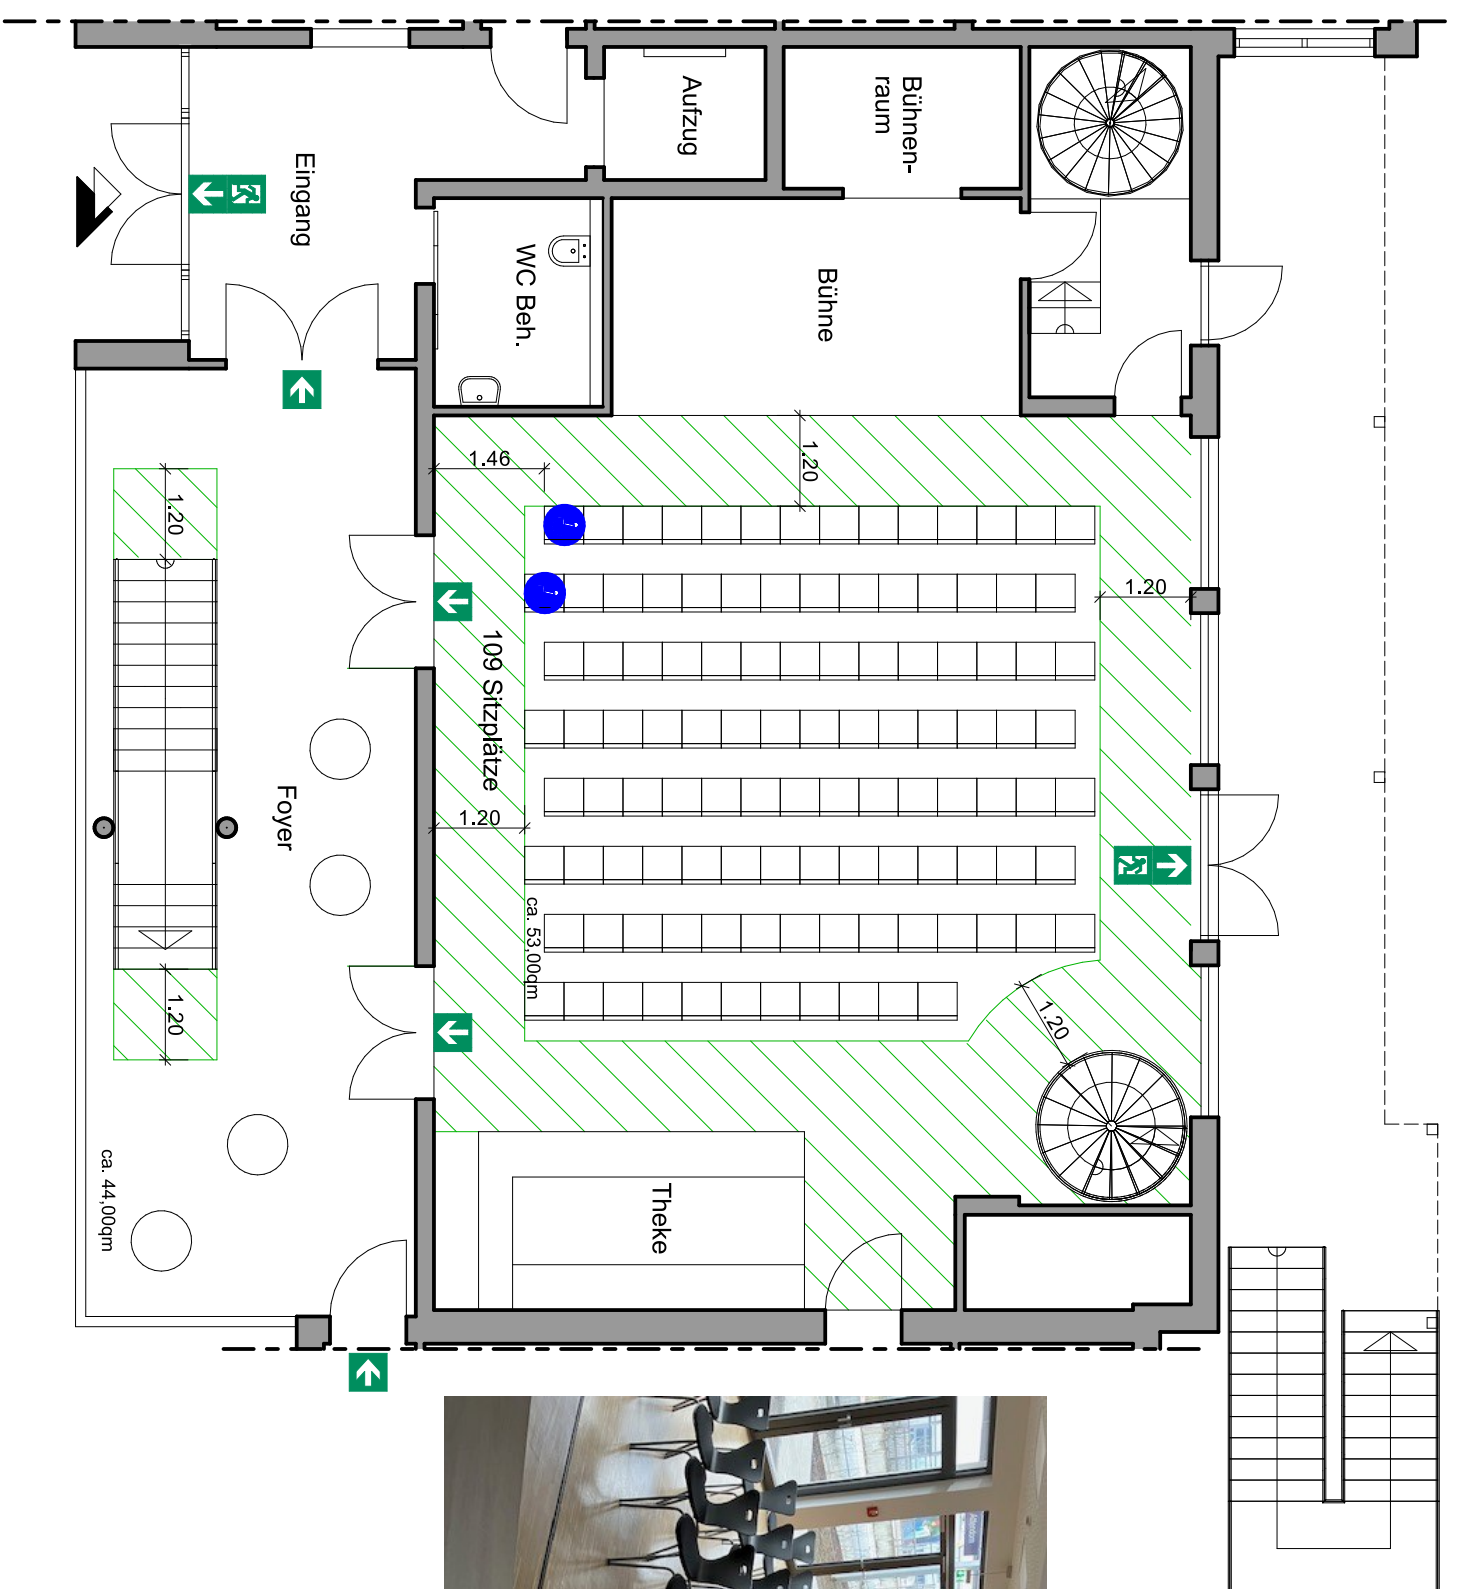 Eingang
Aufzug
Bühnen-
raum
WC Beh.
Bühne
1.46
1.20
1.20
1.20
109 Sitzplätze
1.20
Foyer
ca. 53,00qm
1.20
1.20
ca. 44,00qm
Theke